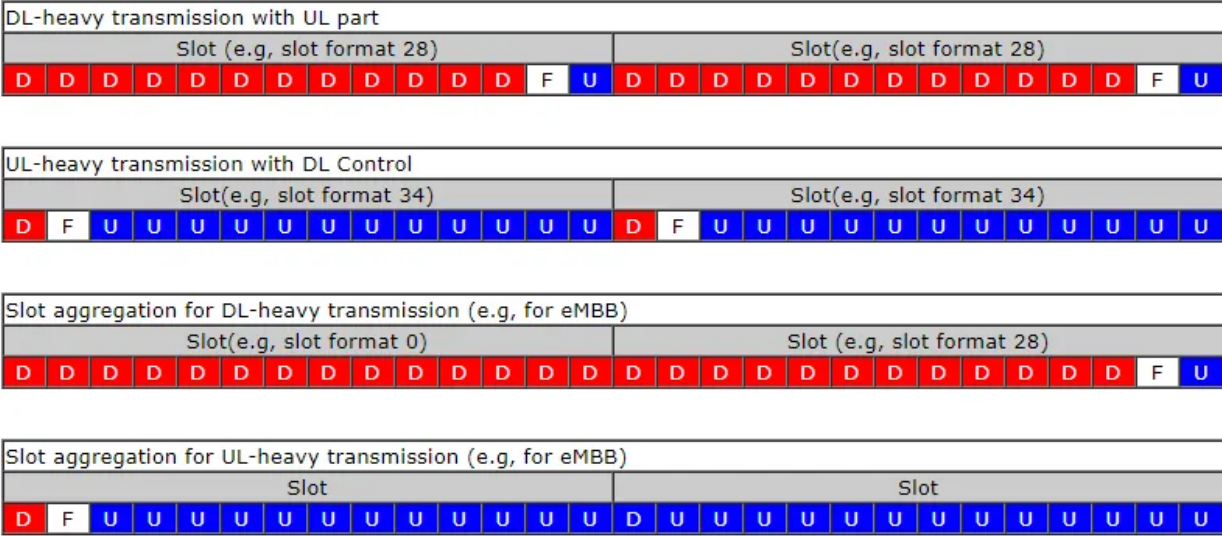 DL-heavy transmission with UL part
Slot (e.g, slot format 28) Slot(e.g, slot format 28)
D D D D D D D D D D D D F U D D D D D D D D D D D D F U
UL-heavy transmission with DL Control
Slot(e.g, slot format 34) Slot(e.g, slot format 34)
D F U U U U U U U U U U U U D F U U U U U U U U U U U U
Slot aggregation for DL-heavy transmission (e.g, for eMBB)
Slot(e.g, slot format 0) Slot (e.g, slot format 28)
D D D D D D D D D D D D D D D D D D D D D D D D D D F U
Slot aggregation for UL-heavy transmission (e.g, for eMBB)
Slot Slot
D F U U U U U U U U U U U U D U U U U U U U U U U U U U